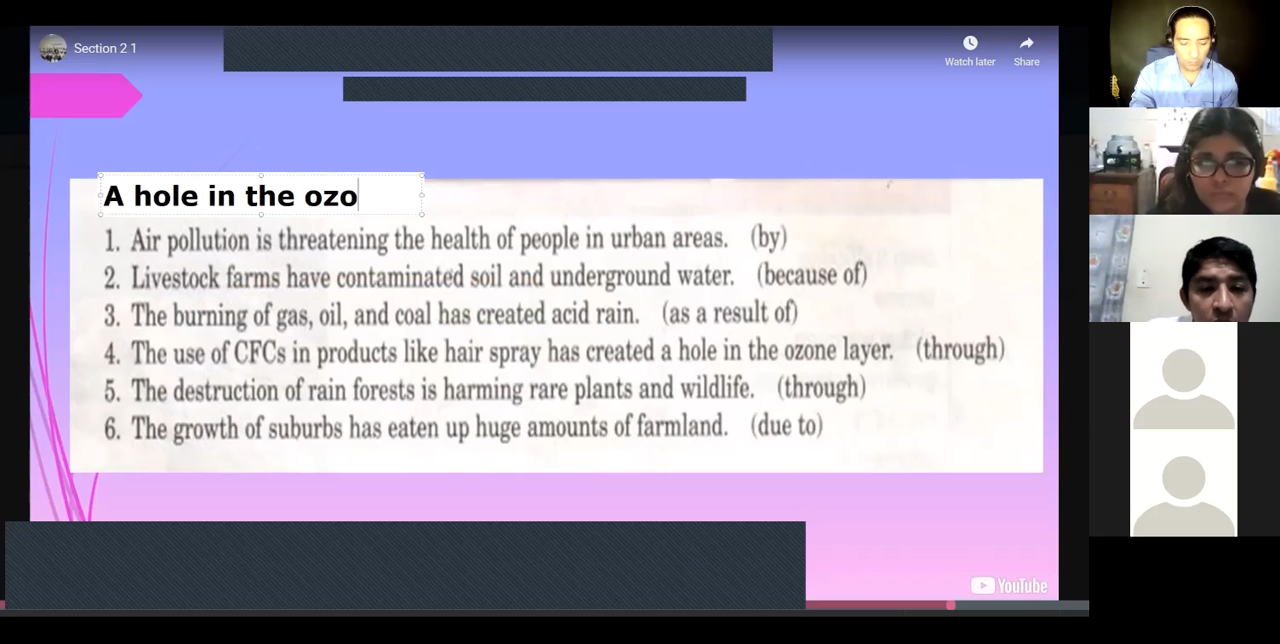 Section 2 1
Watch later
Share
A hole in the ozo
1. Air pollution is threatening the health of people in urban areas. (by)
2. Livestock farms have contaminated soil and underground water. (because of)
3. The burning of gas, oil, and coal has created acid rain. (as a result of)
4. The use of CFCs in products like hair spray has created a hole in the ozone layer. (through)
5. The destruction of rain forests is harming rare plants and wildlife. (through)
6. The growth of suburbs has eaten up huge amounts of farmland. (due to)
YouTube